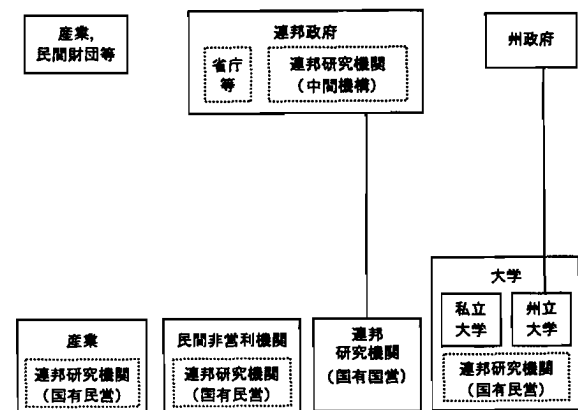 産業,
民間財団等
連邦政府
省庁
等
連邦研究機関
（中間機構）
州政府
産業
連邦研究機関
（国有民営）
民間非営利機関
連邦研究機関
（国有民営）
連邦
研究機関
（国有国営）
大学
私立
大学
州立
大学
連邦研究機関
（国有民営）